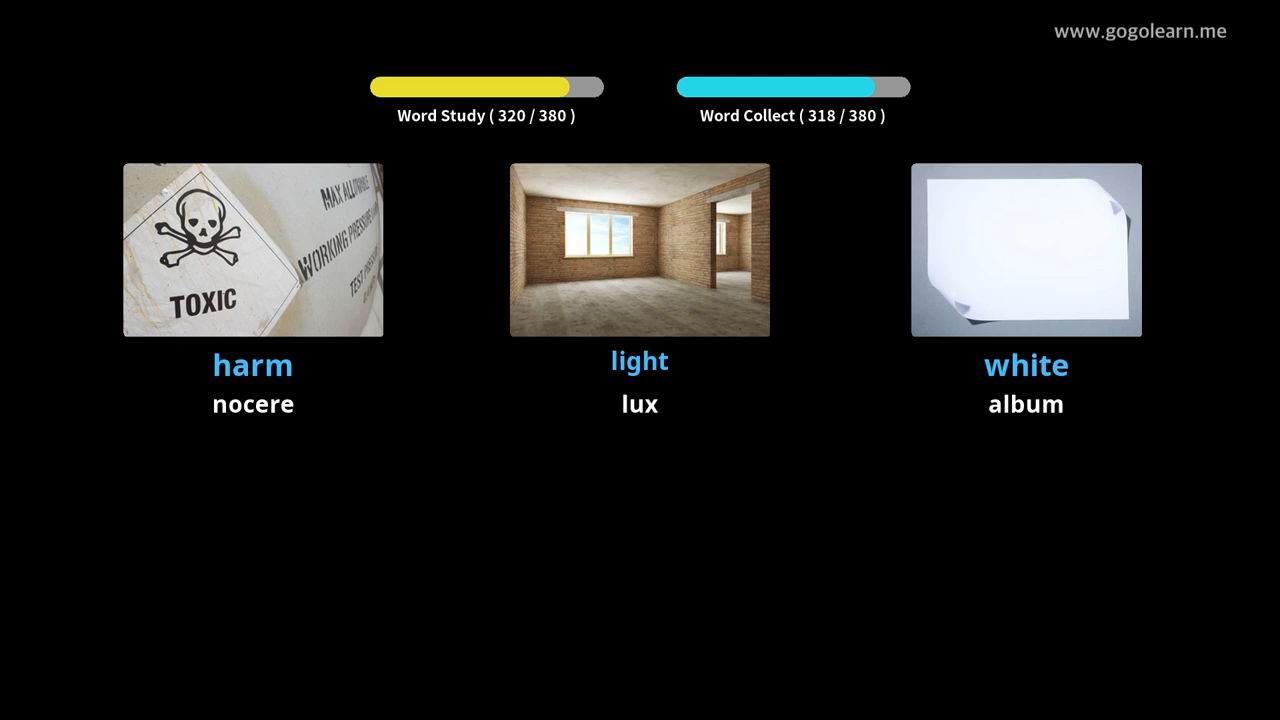 www.gogolearn.me
Word Study ( 320 / 380 )
Word Collect ( 318 / 380 )
TOXIC
MAX ALLOWABLE
WORKING PRESSURE
harm
nocere
light
lux
white
album